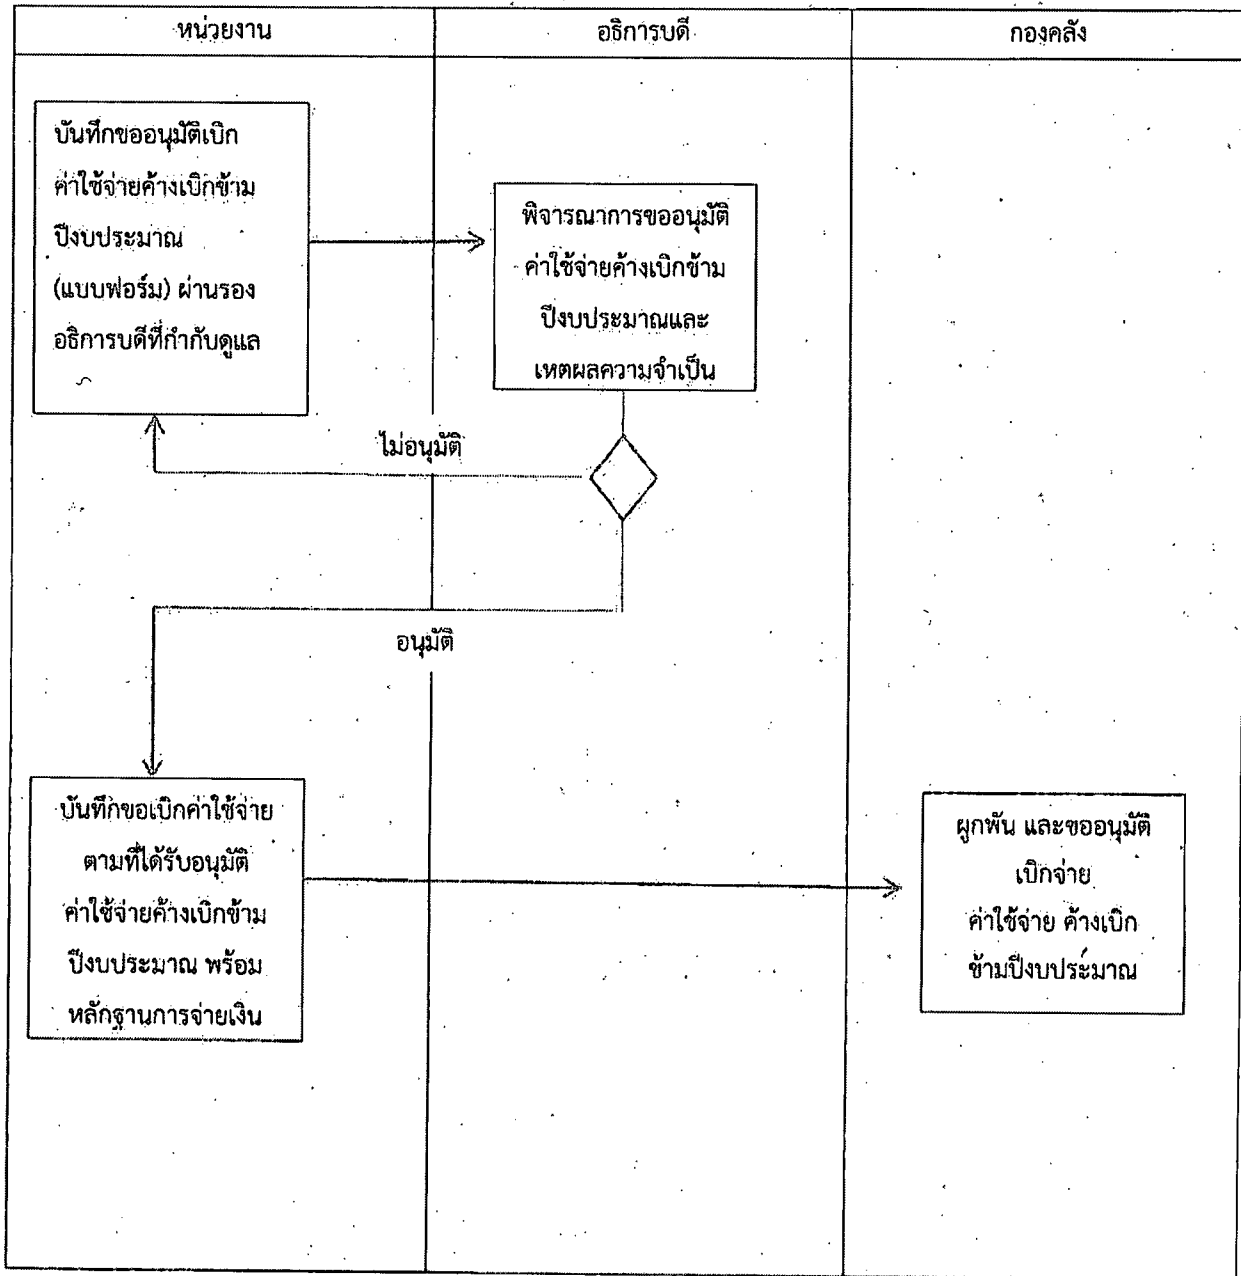 หน่วยงาน
อธิการบดี
กองคลัง
บันทึกขออนุมัติเบิก
ค่าใช้จ่ายค้างเบิกข้าม
ปีงบประมาณ
(แบบฟอร์ม) ผ่านรอง
อธิการบดีที่กำกับดูแล
พิจารณาการขออนุมัติ
ค่าใช้จ่ายค้างเบิกข้าม
ปีงบประมาณและ
เหตุผลความจำเป็น
ไม่อนุมัติ
อนุมัติ
บันทึกขอเบิกค่าใช้จ่าย
ตามที่ได้รับอนุมัติ
ค่าใช้จ่ายค้างเบิกข้าม
ปีงบประมาณ พร้อม
หลักฐานการจ่ายเงิน
ผูกพัน และขออนุมัติ
เบิกจ่าย
ค่าใช้จ่าย ค้างเบิก
ข้ามปีงบประมาณ